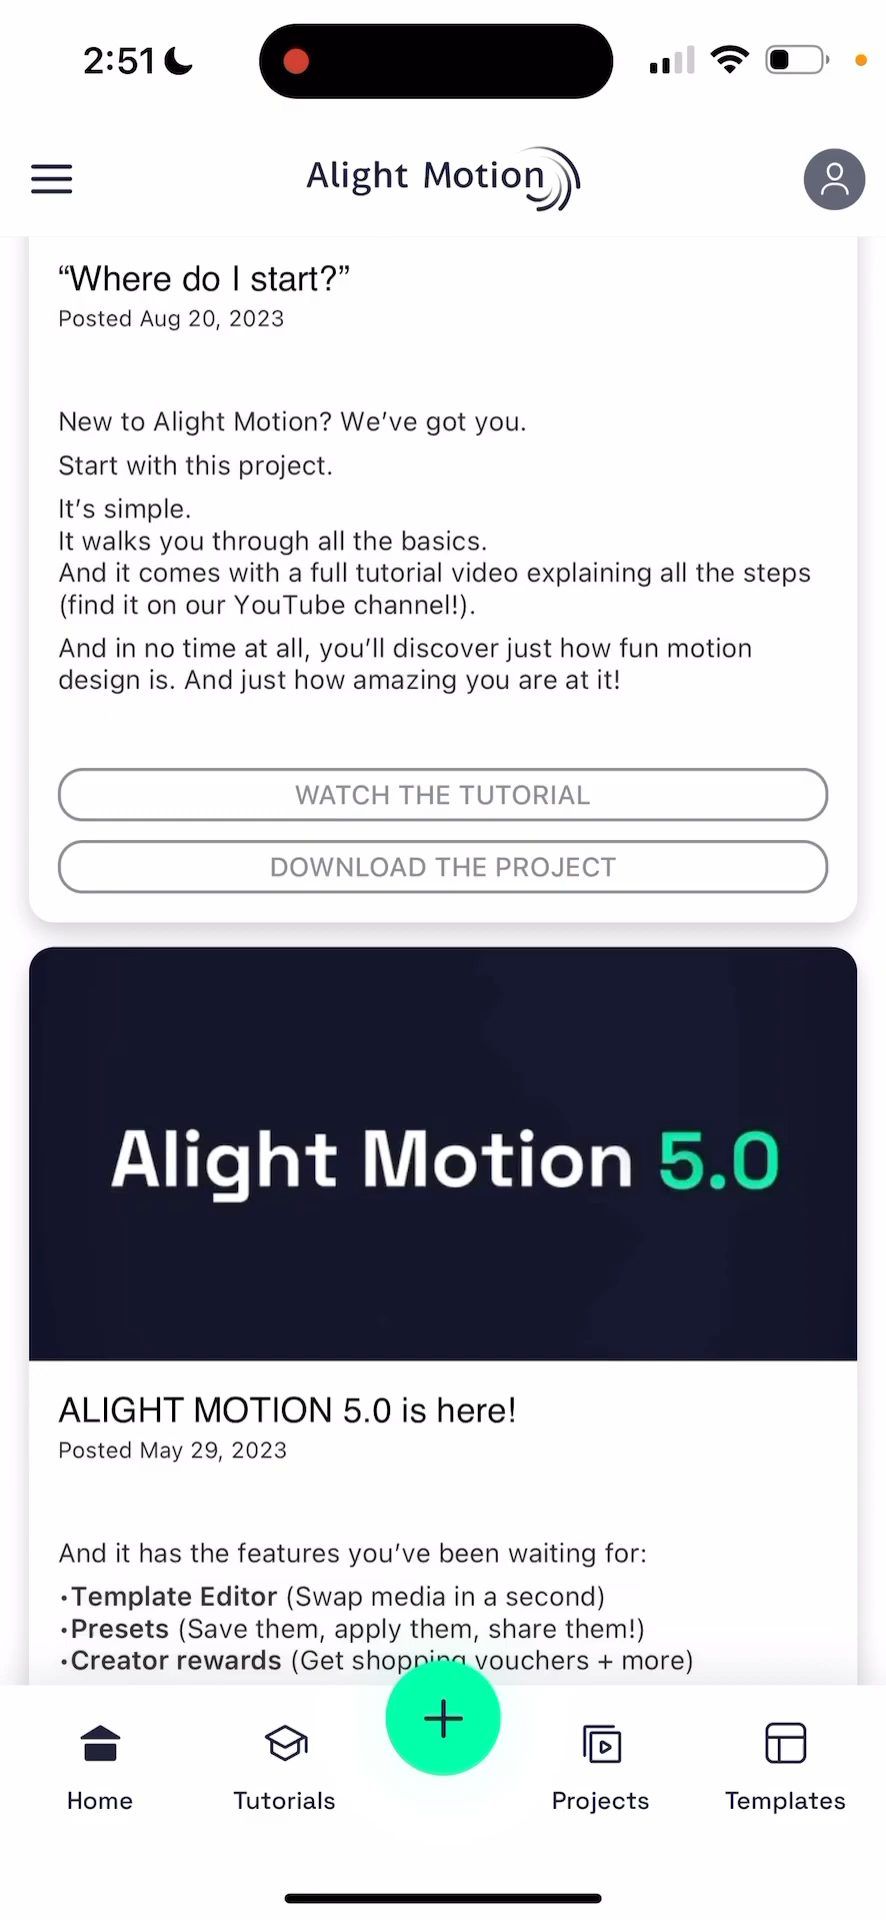 2:51
Alight Motion
“Where do I start?”
Posted Aug 20, 2023
New to Alight Motion? We’ve got you.
Start with this project.
It’s simple.
It walks you through all the basics.
And it comes with a full tutorial video explaining all the steps
(find it on our YouTube channel!).
And in no time at all, you’ll discover just how fun motion
design is. And just how amazing you are at it!
WATCH THE TUTORIAL
DOWNLOAD THE PROJECT
Alight Motion 5.0
ALIGHT MOTION 5.0 is here!
Posted May 29, 2023
And it has the features you’ve been waiting for:
•Template Editor (Swap media in a second)
•Presets (Save them, apply them, share them!)
•Creator rewards (Get shopping vouchers + more)
Home
Tutorials
Projects
Templates